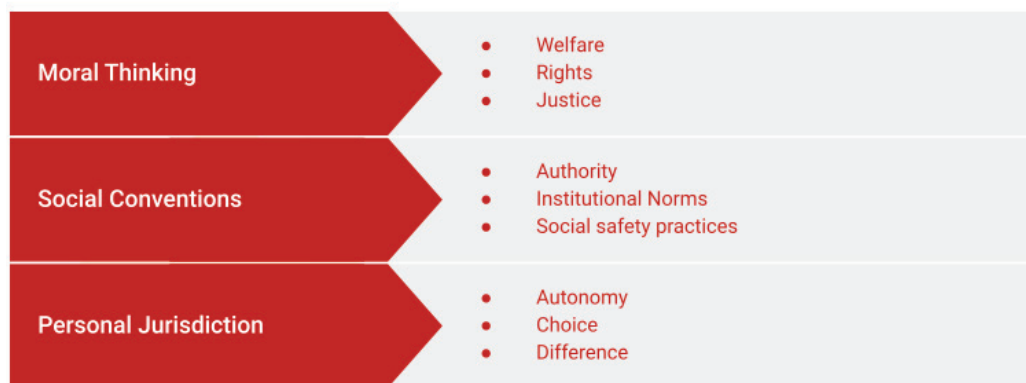 Moral Thinking
● Welfare
● Rights
● Justice
Social Conventions
● Authority
● Institutional Norms
● Social safety practices
Personal Jurisdiction
● Autonomy
● Choice
● Difference